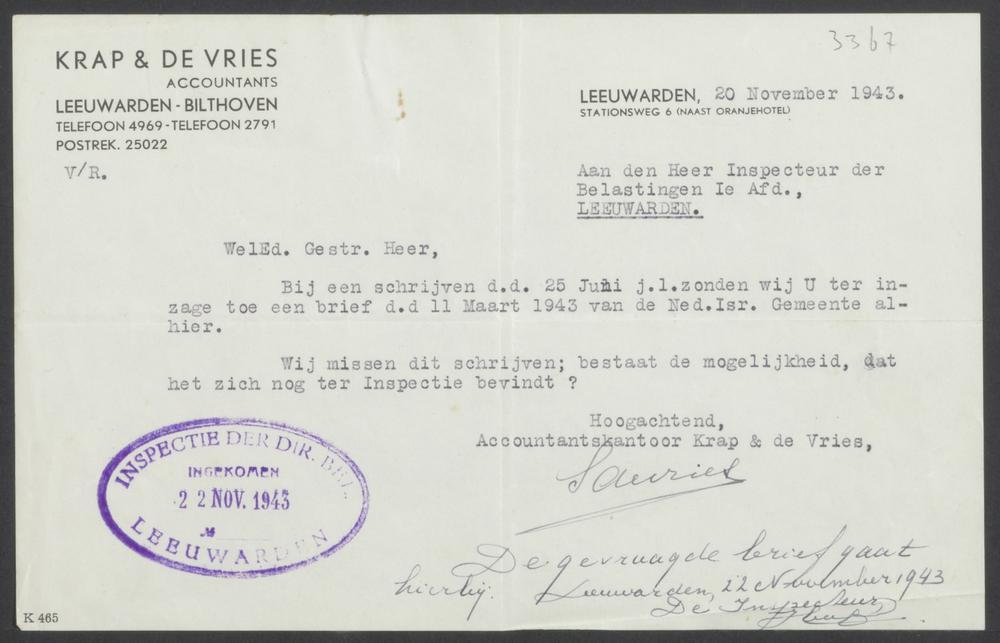 3367
KRAP & DE VRIES
ACCOUNTANTS
LEEUWARDEN - BILTHOVEN
TELEFOON 4969 - TELEFOON 2791
POSTREK. 25022
V/R.
LEEUWARDEN, 20 November 1943.
STATIONSWEG 6 (NAAST ORANJEHOTEL)
Aan den Heer Inspecteur der
Belastingen Ie Afd.,
LEEUWARDEN.
WelEd. Gestr. Heer,
Bij een schrijven d.d. 25 Juni j.l.zonden wij U ter in-
zage toe een brief d.d 11 Maart 1943 van de Ned.Isr. Gemeente al-
hier.
Wij missen dit schrijven; bestaat de mogelijkheid, dat
het zich nog ter Inspectie bevindt ?
Hoogachtend,
Accountantskantoor Krap & de Vries,
SdeVries
INSPECTIE DER DIR. BEL.
INGEKOMEN
22 NOV. 1943
№
LEEUWARDEN
De gevraagde brief gaat
hierbij.
Leeuwarden, 22 November 1943
De Inspecteur,
K 465